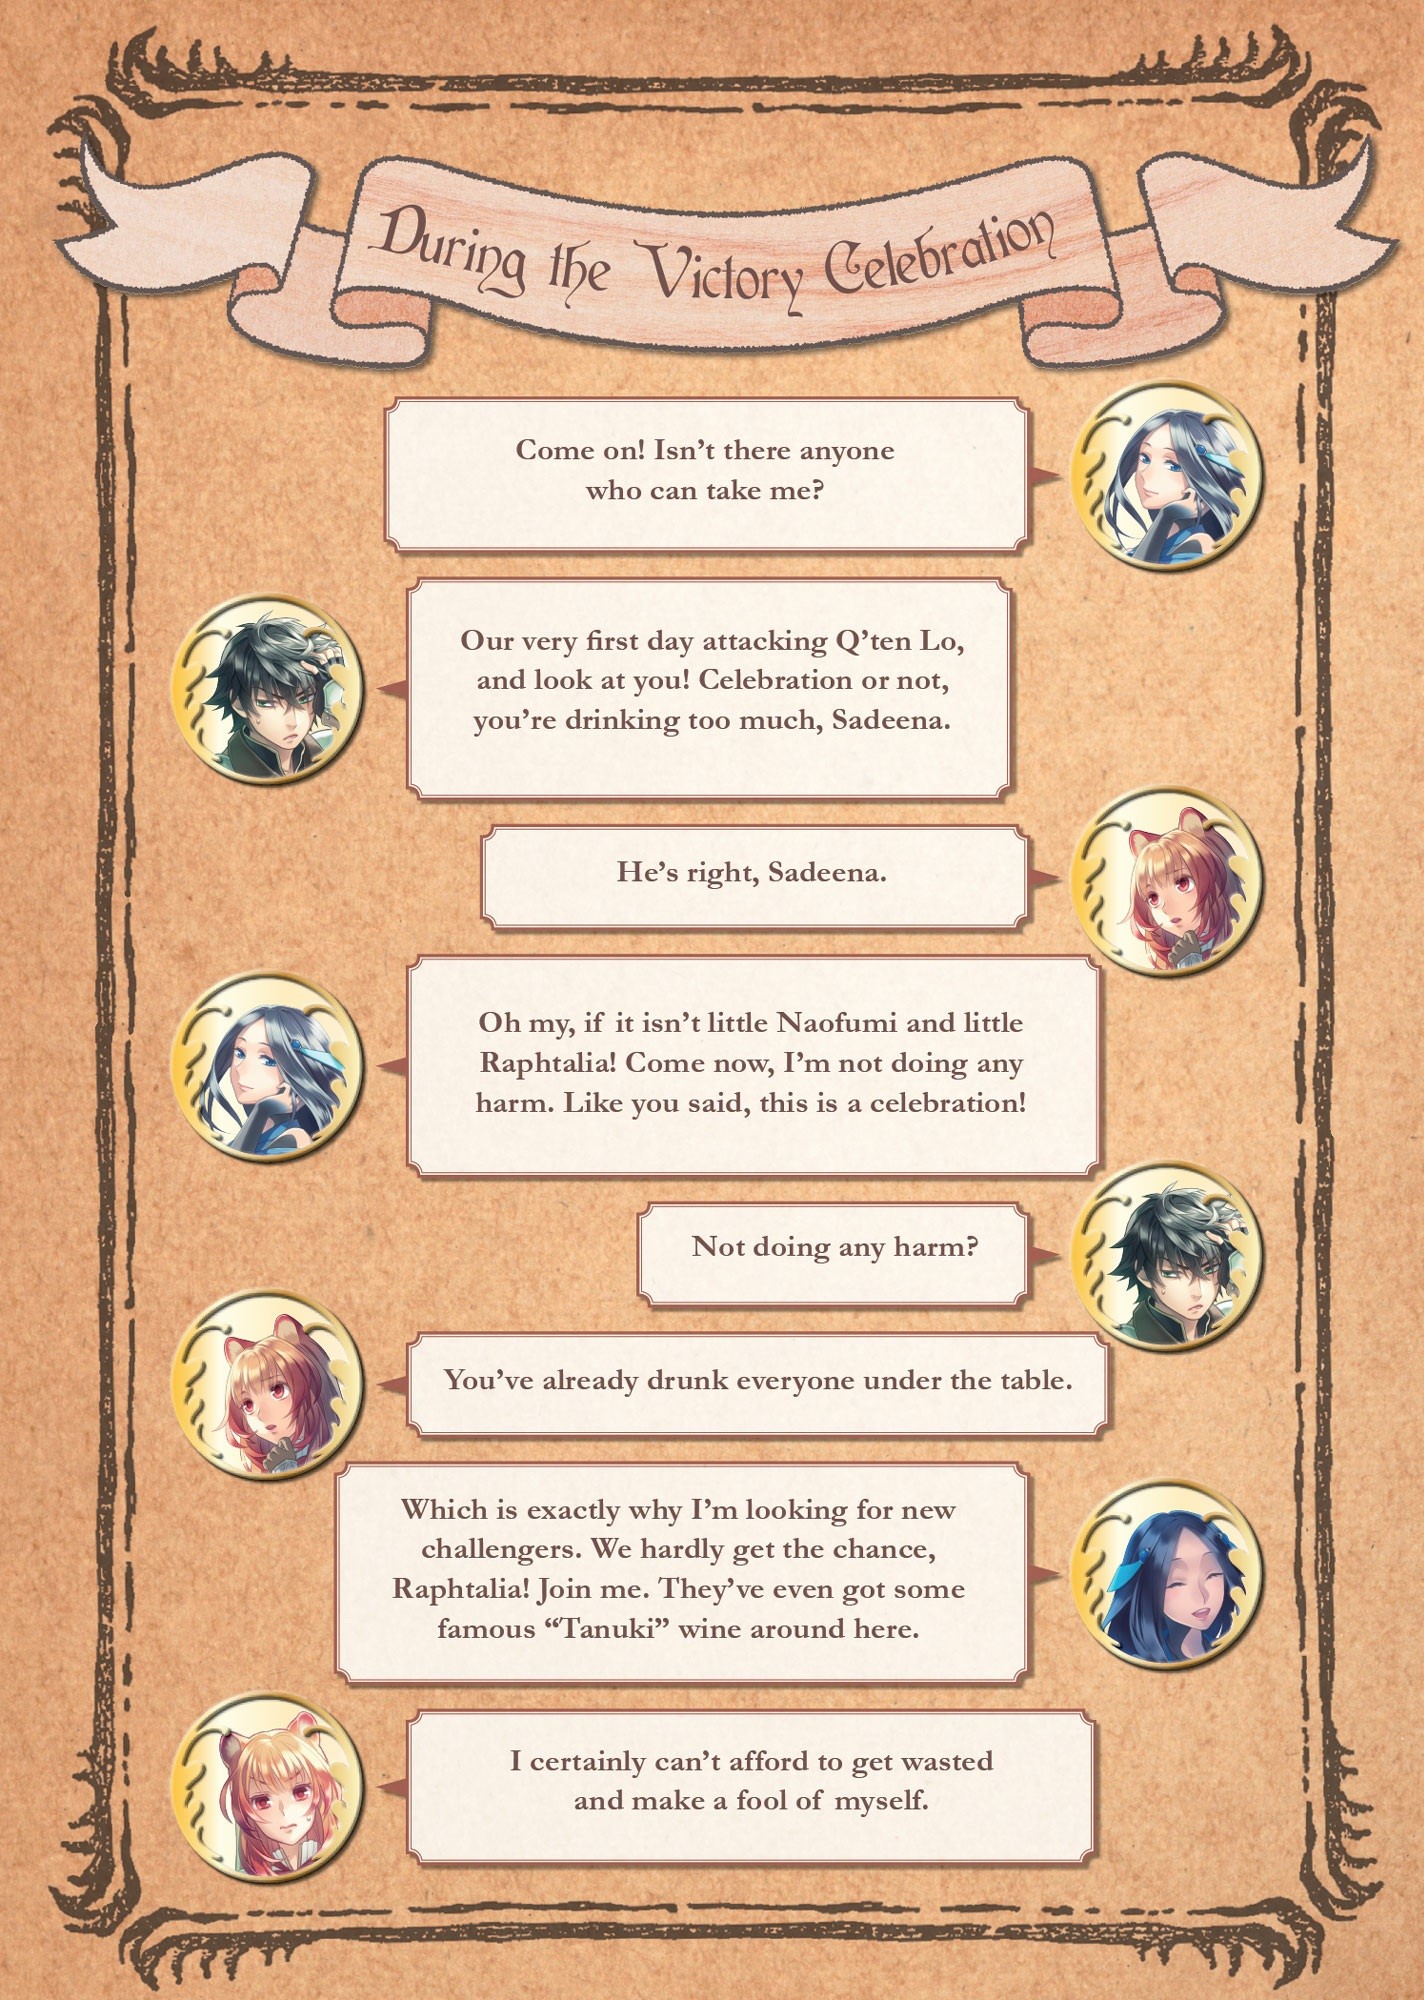 During the Victory Celebration
Come on! Isn't there anyone
who can take me?
Our very first day attacking Q'ten Lo,
and look at you! Celebration or not,
you're drinking too much, Sadeena.
He's right, Sadeena.
Oh my, if it isn't little Naofumi and little
Raphtalia! Come now, I'm not doing any
harm. Like you said, this is a celebration!
Not doing any harm?
You've already drunk everyone under the table.
Which is exactly why I'm looking for new
challengers. We hardly get the chance,
Raphtalia! Join me. They've even got some
famous “Tanuki” wine around here.
I certainly can't afford to get wasted
and make a fool of myself.